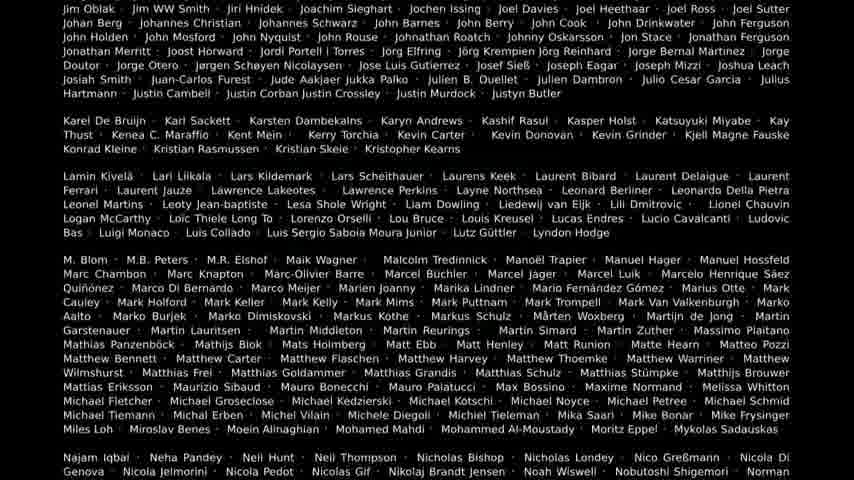 Jim Oblak · Jim WW Smith · Jiri Hnidek · Joachim Sieghart · Jochen Issing · Joel Davies · Joel Heethaar · Joel Ross · Joel Sutter
Johan Berg · Johannes Christian · Johannes Schwarz · John Barnes · John Berry · John Cook · John Drinkwater · John Ferguson
John Holden · John Mosford · John Nyquist · John Rouse · Johnathan Roatch · Johnny Oskarsson · Jon Stace · Jonathan Ferguson
Jonathan Merritt · Joost Horward · Jordi Portell i Torres · Jörg Elfring · Jörg Krempien Jörg Reinhard · Jorge Bernal Martinez · Jorge
Doutor · Jorge Otero · Jørgen Schøyen Nicolaysen · Jose Luis Gutierrez · Josef Sieß · Joseph Eagar · Joseph Mizzi · Joshua Leach
Josiah Smith · Juan-Carlos Furest · Jude Aakjaer Jukka Palko · Julien B. Ouellet · Julien Dambron · Julio Cesar Garcia · Julius
Hartmann · Justin Cambell · Justin Corban Justin Crossley · Justin Murdock · Justyn Butler
Karel De Bruijn · Karl Sackett · Karsten Dambekalns · Karyn Andrews · Kashif Rasul · Kasper Holst · Katsuyuki Miyabe · Kay
Thust · Kenea C. Maraffio · Kent Mein · Kerry Torchia · Kevin Carter · Kevin Donovan · Kevin Grinder · Kjell Magne Fauske
Konrad Kleine · Kristian Rasmussen · Kristian Skeie · Kristopher Kearns
Lamin Kivelä · Lari Liikala · Lars Kildemark · Lars Scheithauer · Laurens Keek · Laurent Bibard · Laurent Delaigue · Laurent
Ferrari · Laurent Jauze · Lawrence Lakeotes · Lawrence Perkins · Layne Northsea · Leonard Berliner · Leonardo Della Pietra
Leonel Martins · Leoty Jean-baptiste · Lesa Shole Wright · Liam Dowling · Liedewij van Eijk · Lili Dmitrovic · Lionel Chauvin
Logan McCarthy · Loïc Thiele Long To · Lorenzo Orselli · Lou Bruce · Louis Kreusel · Lucas Endres · Lucio Cavalcanti · Ludovic
Bas · Luigi Monaco · Luis Collado · Luis Sergio Saboia Moura Junior · Lutz Güttler · Lyndon Hodge
M. Blom · M.B. Peters · M.R. Elshof · Maik Wagner · Malcolm Tredinnick · Manoël Trapier · Manuel Hager · Manuel Hossfeld
Marc Chambon · Marc Knapton · Marc-Olivier Barre · Marcel Büchler · Marcel Jager · Marcel Luik · Marcelo Henrique Sáez
Quiñónez · Marco Di Bernardo · Marco Meijer · Marien Joanny · Marika Lindner · Mario Fernández Gómez · Marius Otte · Mark
Cauley · Mark Holford · Mark Keller · Mark Kelly · Mark Mims · Mark Puttnam · Mark Trompell · Mark Van Valkenburgh · Marko
Aalto · Marko Burjek · Marko Dimiskovski · Markus Kothe · Markus Schulz · Mårten Woxberg · Martijn de Jong · Martin
Garstenauer · Martin Lauritsen · Martin Middleton · Martin Reurings · Martin Simard · Martin Zuther · Massimo Plaitano
Mathias Panzenböck · Mathijs Blok · Mats Holmberg · Matt Ebb · Matt Henley · Matt Runion · Matte Hearn · Matteo Pozzi
Matthew Bennett · Matthew Carter · Matthew Flaschen · Matthew Harvey · Matthew Thoemke · Matthew Warriner · Matthew
Wilmshurst · Matthias Frei · Matthias Goldammer · Matthias Grandis · Matthias Schulz · Matthias Stümpke · Matthijs Brouwer
Mattias Eriksson · Maurizio Sibaud · Mauro Bonecchi · Mauro Palatucci · Max Bossino · Maxime Normand · Melissa Whitton
Michael Fletcher · Michael Groseclose · Michael Kedzierski · Michael Kotschi · Michael Noyce · Michael Petree · Michael Schmid
Michael Tiemann · Michal Erben · Michel Vilain · Michele Diegoli · Michiel Tieleman · Mika Saari · Mike Bonar · Mike Frysinger
Miles Loh · Miroslav Benes · Moein Alinaghian · Mohamed Mahdi · Mohammed Al-Moustady · Moritz Eppel · Mykolas Sadauskas
Najam Iqbal · Neha Pandey · Neil Hunt · Neil Thompson · Nicholas Bishop · Nicholas Londey · Nico Greßmann · Nicola Di
Genova · Nicola Jelmorini · Nicola Pedot · Nicolas Gif · Nikolaj Brandt Jensen · Noah Wiswell · Nobutoshi Shigemori · Norman